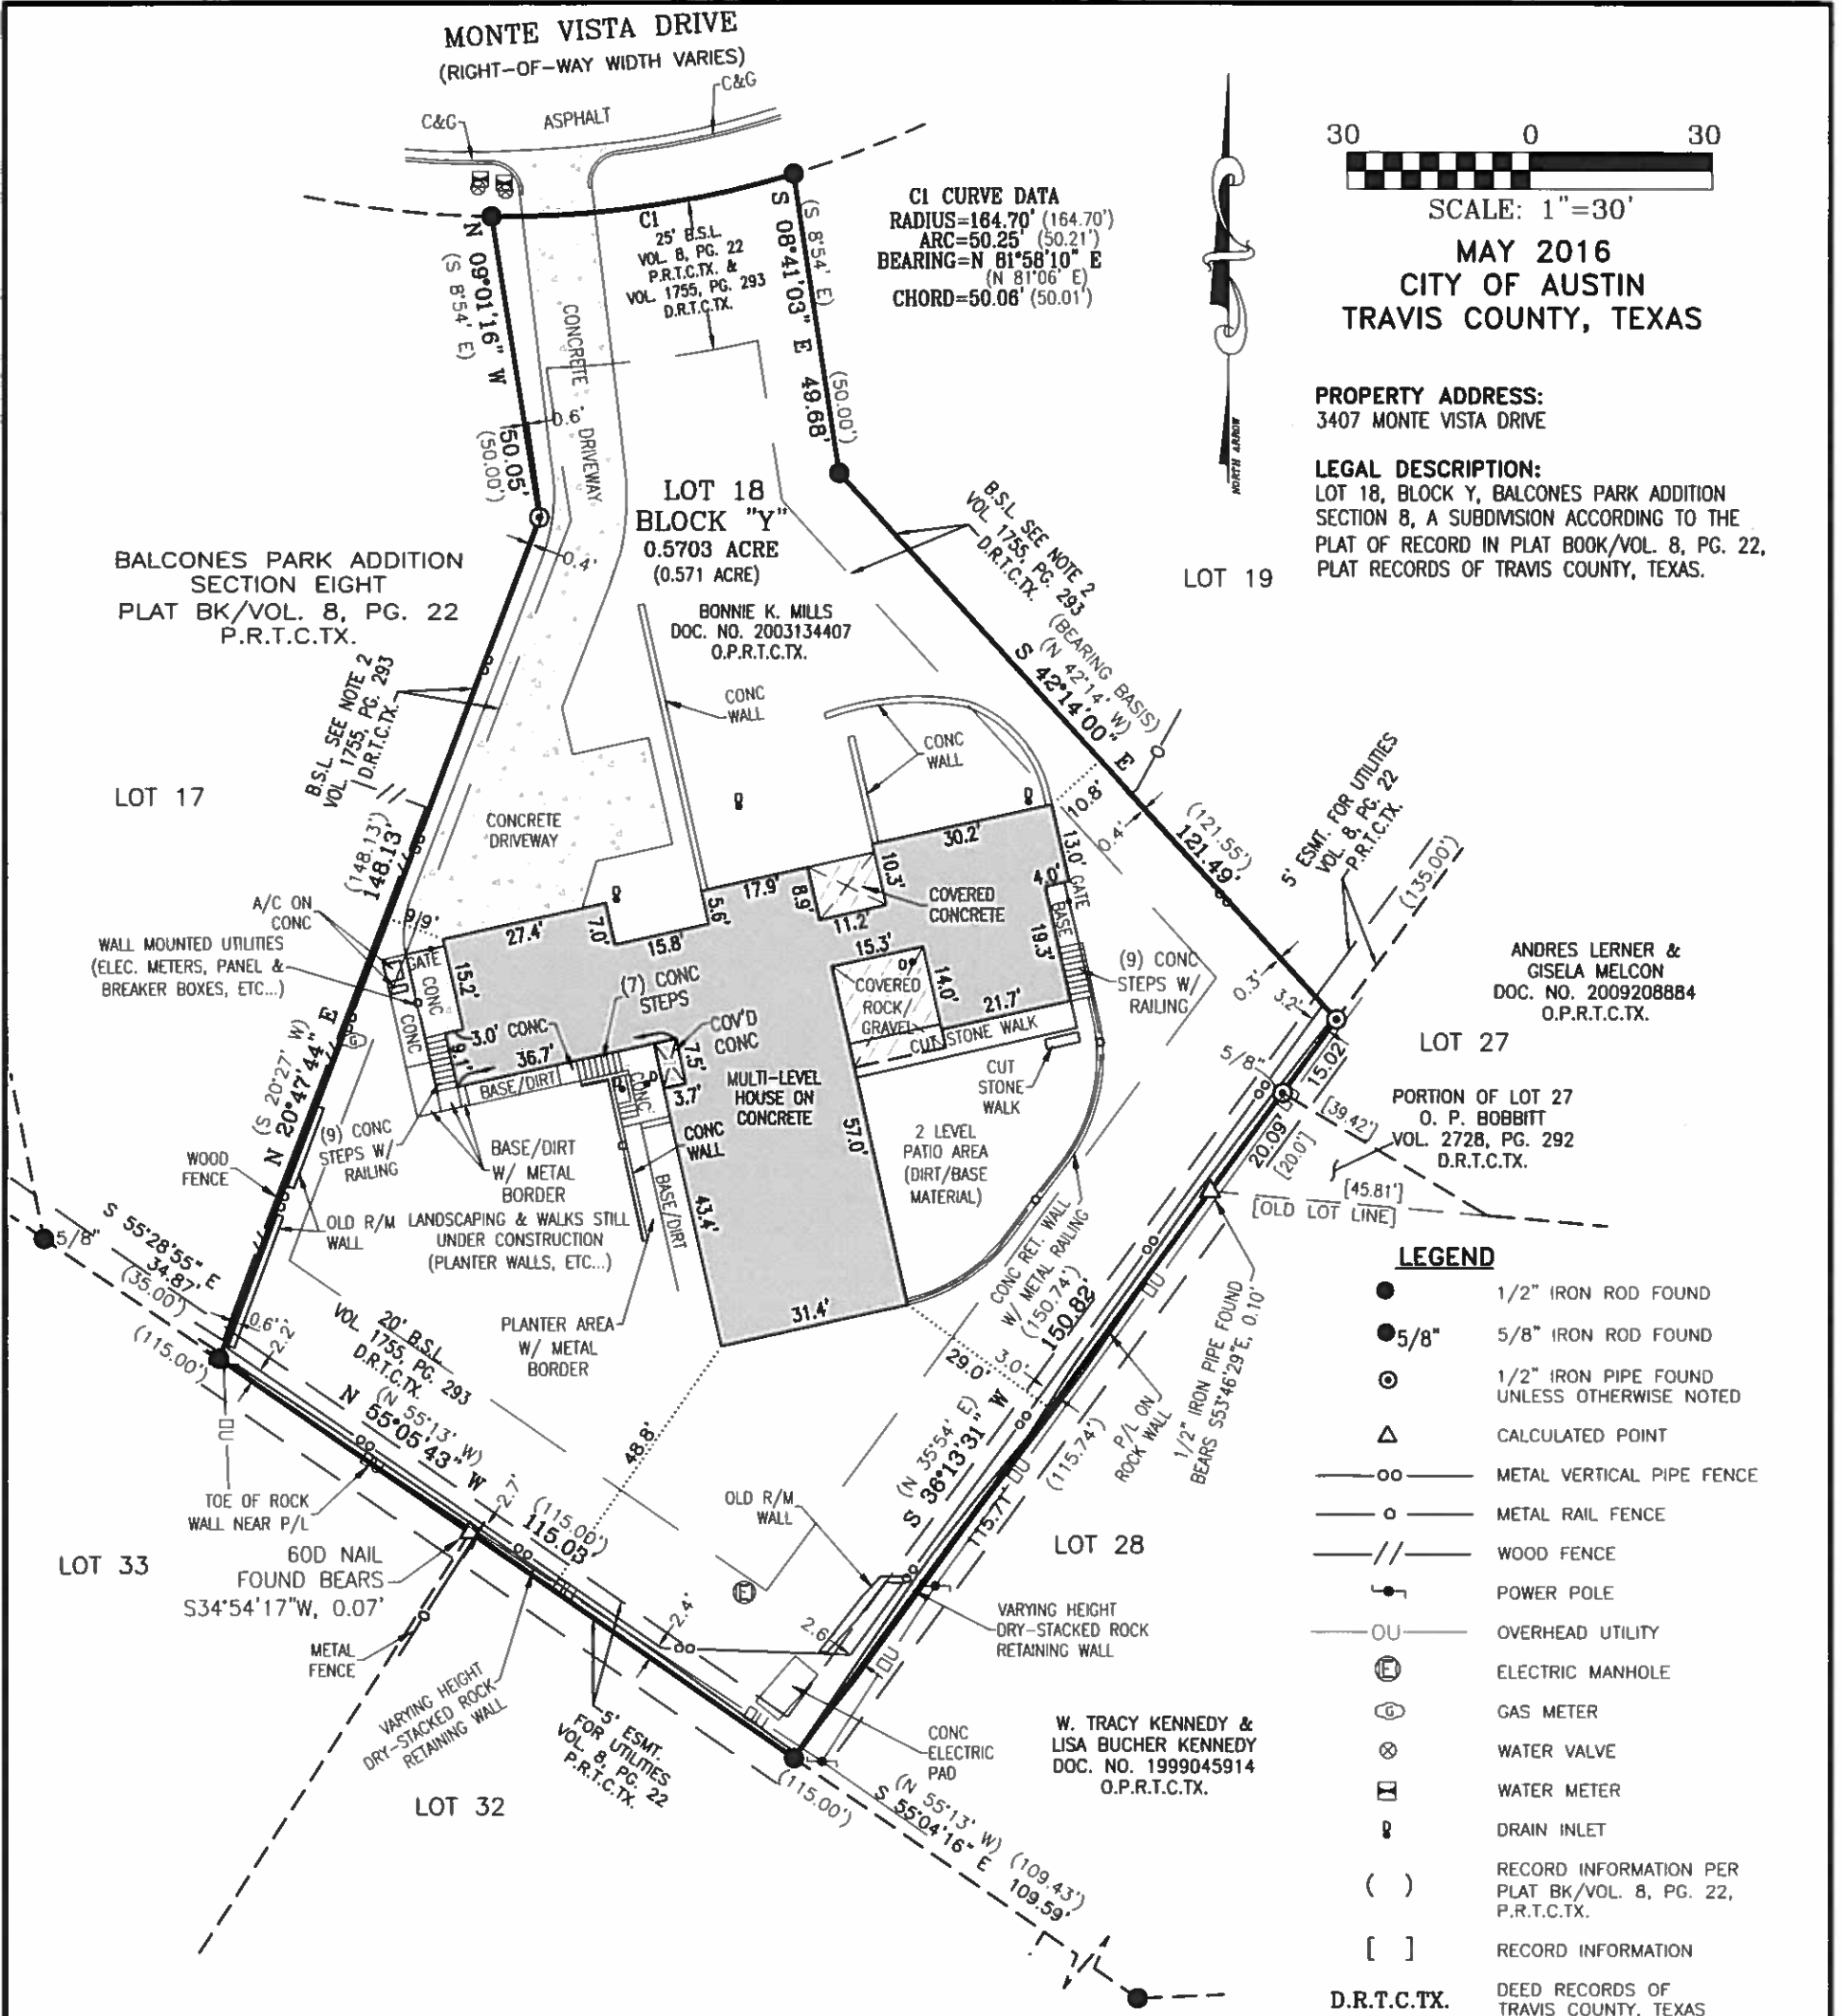 MONTE VISTA DRIVE
(RIGHT-OF-WAY WIDTH VARIES)
C&G
C&G
ASPHALT
30 0 30
SCALE: 1"=30'
MAY 2016
CITY OF AUSTIN
TRAVIS COUNTY, TEXAS
PROPERTY ADDRESS:
3407 MONTE VISTA DRIVE
LEGAL DESCRIPTION:
LOT 18, BLOCK Y, BALCONES PARK ADDITION
SECTION 8, A SUBDIVISION ACCORDING TO THE
PLAT OF RECORD IN PLAT BOOK/VOL. 8, PG. 22,
PLAT RECORDS OF TRAVIS COUNTY, TEXAS.
NORTH ARROW
C1 CURVE DATA
RADIUS=164.70' (164.70')
ARC=50.25' (50.21')
BEARING=N 81°58'10" E
(N 81°06' E)
CHORD=50.06' (50.01')
C1
25' B.S.L.
VOL. 8, PG. 22
P.R.T.C.TX. &
VOL. 1755, PG. 293
D.R.T.C.TX.
N 09°01'16" W
50.05'
(S 8°54' E)
(50.00')
S 08°41'03" E 49.68'
(S 8°54' E)
(50.00')
CONCRETE
DRIVEWAY
0.6'
0.4'
LOT 18
BLOCK "Y"
0.5703 ACRE
(0.571 ACRE)
BONNIE K. MILLS
DOC. NO. 2003134407
O.P.R.T.C.TX.
BALCONES PARK ADDITION
SECTION EIGHT
PLAT BK/VOL. 8, PG. 22
P.R.T.C.TX.
B.S.L. SEE NOTE 2
VOL. 1755, PG. 293
D.R.T.C.TX.
LOT 19
(BEARING BASIS)
(N 42°14' W)
S 42°14'00" E
(121.55')
121.49'
B.S.L. SEE NOTE 2
VOL. 1755, PG. 293
D.R.T.C.TX.
LOT 17
(148.13')
148.13'
CONC
WALL
CONC
WALL
CONCRETE
DRIVEWAY
10.8'
0.4'
5' ESMT. FOR UTILITIES
VOL. 8, PG. 22
P.R.T.C.TX.
(135.00')
A/C ON
CONC
WALL MOUNTED UTILITIES
(ELEC. METERS, PANEL &
BREAKER BOXES, ETC...)
9.9'
GATE
CONC
CONC
15.2'
27.4'
7.0'
15.8'
5.6'
17.9'
8.9'
11.2'
10.3'
30.2'
13.0'
4.0'
GATE
BASE
19.3'
COVERED
CONCRETE
15.3'
14.0'
COVERED
ROCK/
GRAVEL
21.7'
CUT STONE WALK
CUT
STONE
WALK
(9) CONC
STEPS W/
RAILING
(7) CONC
STEPS
3.0'
CONC
9.1'
36.7'
BASE/DIRT
COV'D
CONC
7.5'
3.7'
CONC
MULTI-LEVEL
HOUSE ON
CONCRETE
CONC
WALL
57.0'
43.4'
31.4'
BASE/DIRT
2 LEVEL
PATIO AREA
(DIRT/BASE
MATERIAL)
0.3'
3.2'
5/8"
15.02'
ANDRES LERNER &
GISELA MELCON
DOC. NO. 2009208884
O.P.R.T.C.TX.
LOT 27
PORTION OF LOT 27
O. P. BOBBITT
VOL. 2728, PG. 292
D.R.T.C.TX.
[39.42']
20.09'
[20.0']
[45.81']
[OLD LOT LINE]
N 20°47'44" E
(S 20°27' W)
WOOD
FENCE
(9) CONC
STEPS W/
RAILING
BASE/DIRT
W/ METAL
BORDER
OLD R/M
WALL
LANDSCAPING & WALKS STILL
UNDER CONSTRUCTION
(PLANTER WALLS, ETC...)
PLANTER AREA
W/ METAL
BORDER
5/8"
S 55°28'55" E
34.87'
(35.00')
(115.00')
0.6'
2.2'
20' B.S.L.
VOL. 1755, PG. 293
D.R.T.C.TX.
(N 55°13' W)
N 55°05'43" W
(115.00')
115.03'
2.7'
48.8'
CONC RET. WALL
W/ METAL RAILING
(150.74')
150.82'
3.0'
29.0'
(N 35°54' E)
S 36°13'31" W
P/L ON
ROCK WALL
1/2" IRON PIPE FOUND
BEARS S53°46'29"E, 0.10'
(115.74')
115.71'
OU
OU
OU
OU
OU
OU
TOE OF ROCK
WALL NEAR P/L
LOT 33
60D NAIL
FOUND BEARS
S34°54'17"W, 0.07'
METAL
FENCE
VARYING HEIGHT
DRY-STACKED ROCK
RETAINING WALL
LOT 32
5' ESMT.
FOR UTILITIES
VOL. 8, PG. 22
P.R.T.C.TX.
OLD R/M
WALL
E
2.4'
2.6'
LOT 28
VARYING HEIGHT
DRY-STACKED ROCK
RETAINING WALL
CONC
ELECTRIC
PAD
W. TRACY KENNEDY &
LISA BUCHER KENNEDY
DOC. NO. 1999045914
O.P.R.T.C.TX.
(115.00')
(N 55°13' W) (109.43')
S 55°04'16" E 109.59'
LEGEND
1/2" IRON ROD FOUND
5/8" 5/8" IRON ROD FOUND
1/2" IRON PIPE FOUND
UNLESS OTHERWISE NOTED
CALCULATED POINT
METAL VERTICAL PIPE FENCE
METAL RAIL FENCE
WOOD FENCE
POWER POLE
OU OVERHEAD UTILITY
E ELECTRIC MANHOLE
G GAS METER
WATER VALVE
WATER METER
DRAIN INLET
( ) RECORD INFORMATION PER
PLAT BK/VOL. 8, PG. 22,
P.R.T.C.TX.
[ ] RECORD INFORMATION
D.R.T.C.TX. DEED RECORDS OF
TRAVIS COUNTY, TEXAS